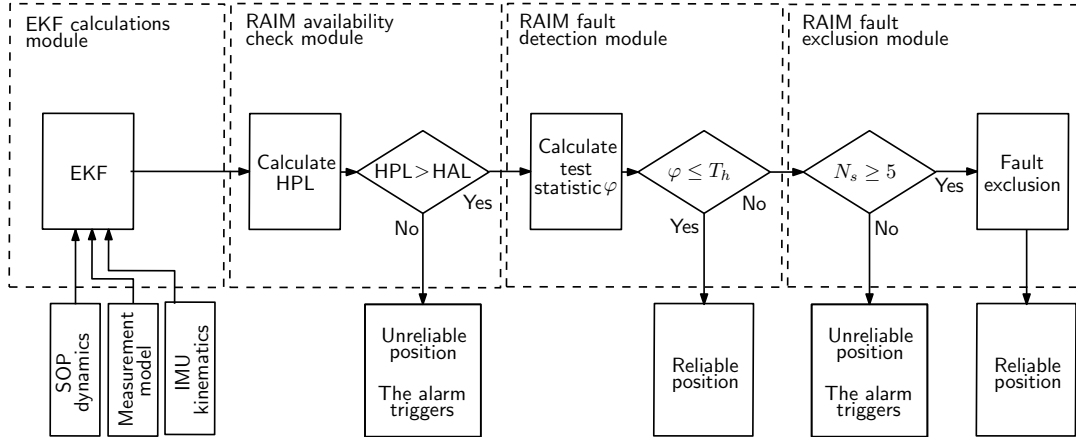 EKF calculations
module
RAIM availability
check module
RAIM fault
detection module
RAIM fault
exclusion module
EKF
Calculate
HPL
HPL > HAL
Yes
No
Calculate
test
statistic φ
φ ≤ T_h
No
Yes
N_s ≥ 5
Yes
No
Fault
exclusion
SOP
dynamics
Measurement
model
IMU
kinematics
Unreliable
position
The alarm
triggers
Reliable
position
Unreliable
position
The alarm
triggers
Reliable
position